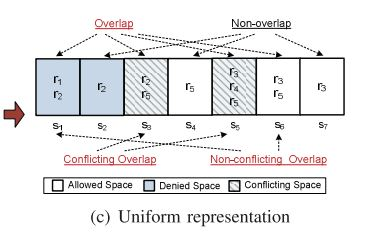 Overlap Non-overlap
r1 r2 r2 r2 r5 r5 r3 r4 r5 r3 r5 r3
s1 s2 s3 s4 s5 s6 s7
Conflicting Overlap Non-conflicting Overlap
Allowed Space Denied Space Conflicting Space
(c) Uniform representation